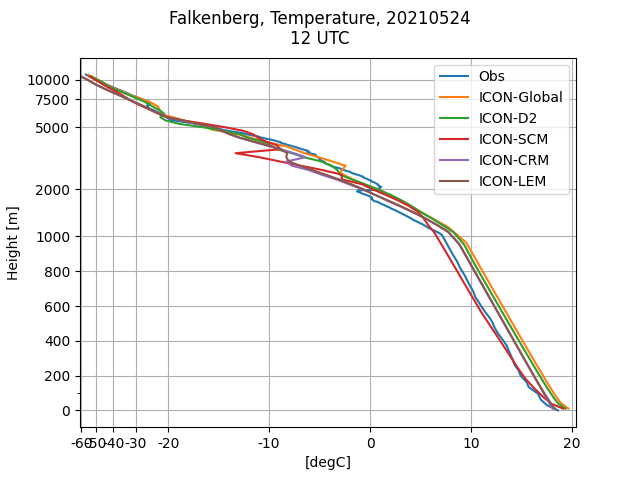 Falkenberg, Temperature, 20210524
12 UTC
Obs
ICON-Global
ICON-D2
ICON-SCM
ICON-CRM
ICON-LEM
Height [m]
10000
7500
5000
2000
1000
800
600
400
200
0
-60 -50 -40 -30 -20 -10 0 10 20
[degC]